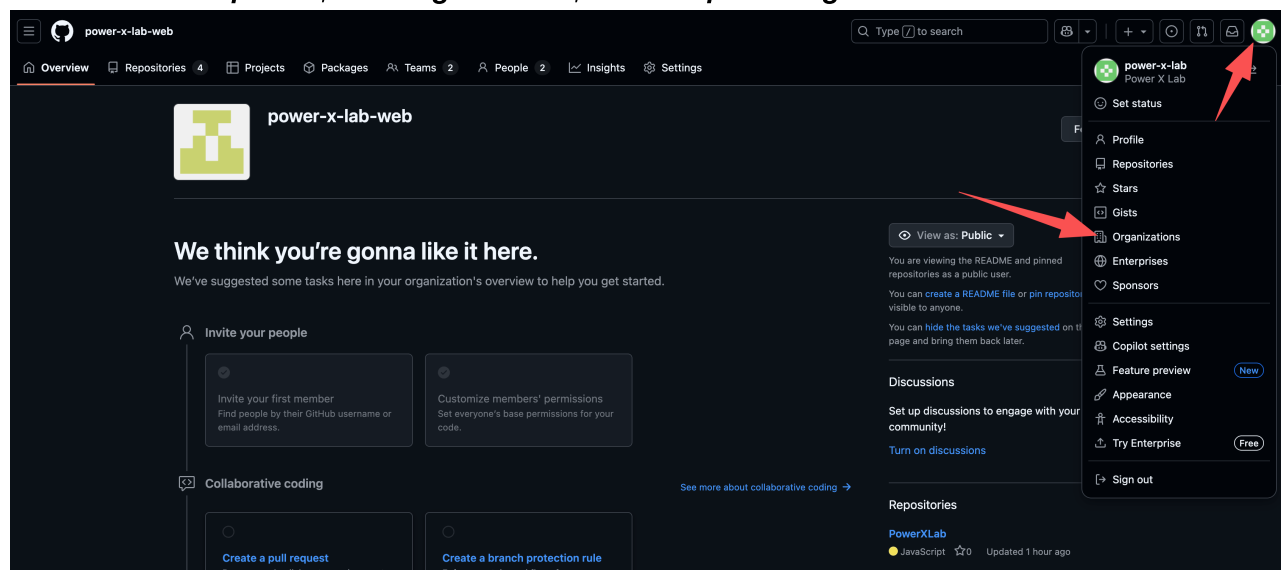 power-x-lab-web
Type / to search
Overview
Repositories 4
Projects
Packages
Teams 2
People 2
Insights
Settings
power-x-lab-web
We think you're gonna like it here.
We've suggested some tasks here in your organization's overview to help you get started.
Invite your people
Invite your first member
Find people by their GitHub username or
email address.
Customize members' permissions
Set everyone's base permissions for your
code.
Collaborative coding
See more about collaborative coding →
Create a pull request
Create a branch protection rule
View as: Public
You are viewing the README and pinned
repositories as a public user.
You can create a README file or pin
visible to anyone.
You can hide the tasks we've suggested on
page and bring them back later.
Discussions
Set up discussions to engage with your
community!
Turn on discussions
Repositories
PowerXLab
JavaScript 0 Updated 1 hour ago
power-x-lab
Power X Lab
Set status
Profile
Repositories
Stars
Gists
Organizations
Enterprises
Sponsors
Settings
Copilot settings
Feature preview New
Appearance
Accessibility
Try Enterprise Free
Sign out